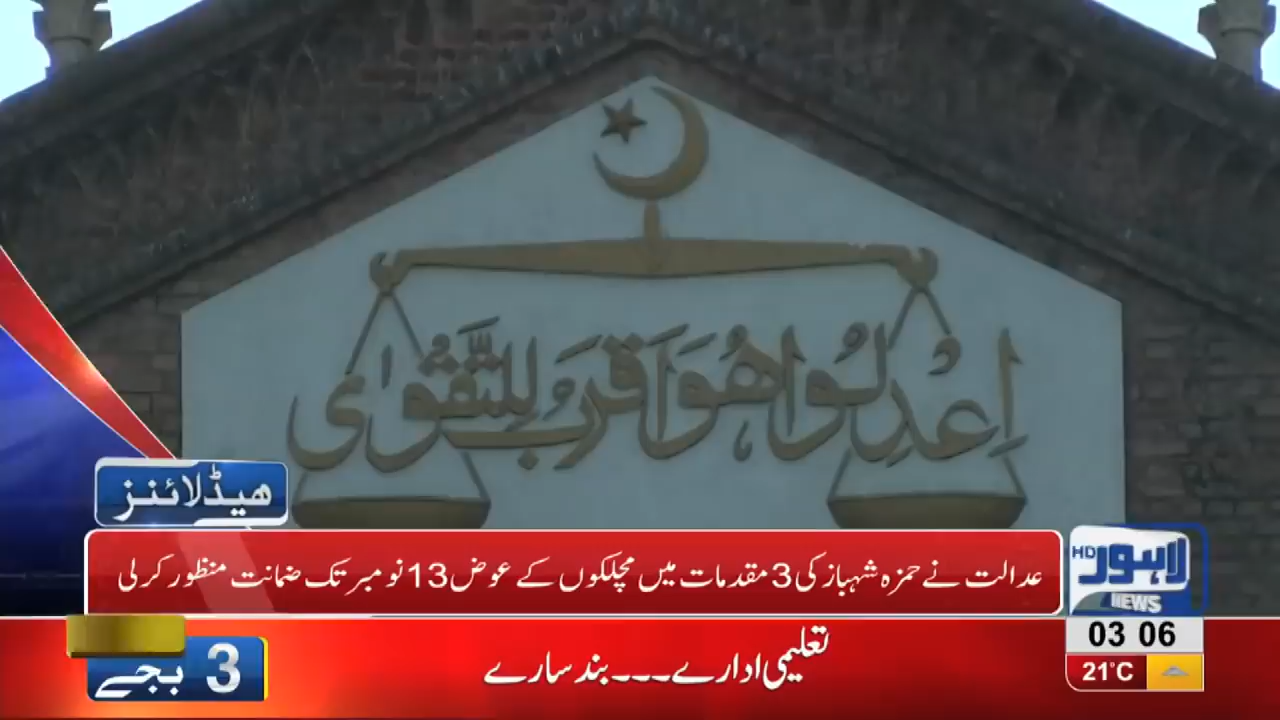 اعدلوا هو اقرب للتقوى
ھیڈلائنز
عدالت نے حمزہ شہباز کی 3 مقدمات میں مچلکوں کے عوض 13 نومبر تک ضمانت منظور کرلی
HD لاہور
NEWS
03 06
21°C
3 بجے
تعلیمی ادارے۔۔۔بند سارے